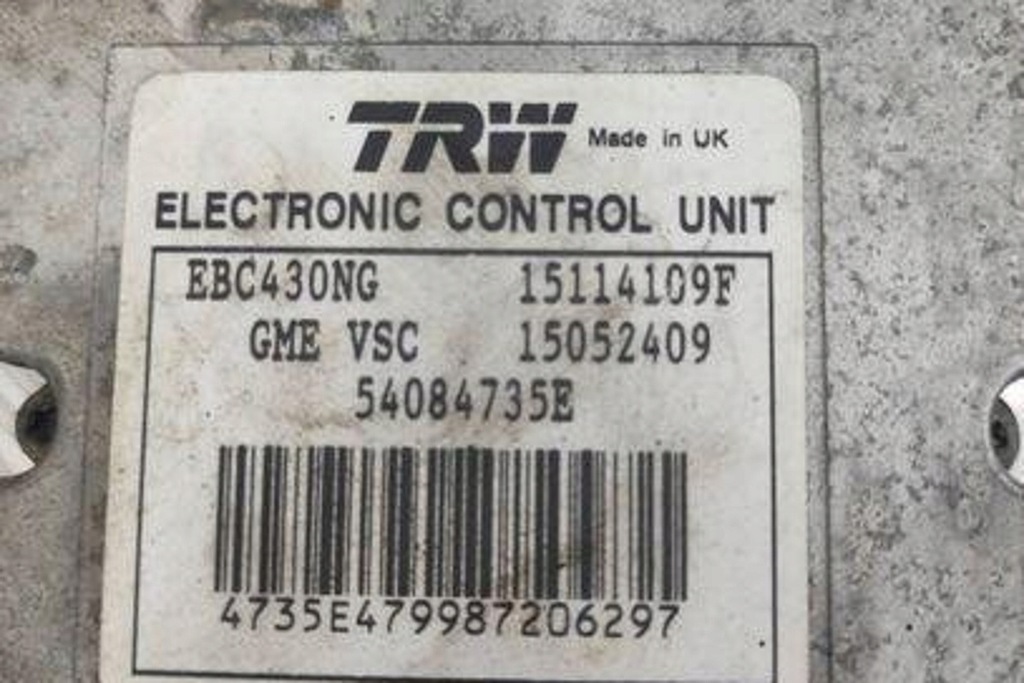 TRW Made in UK
ELECTRONIC CONTROL UNIT
EBC430NG 15114109F
GME VSC 15052409
54084735E
4735E479987206297